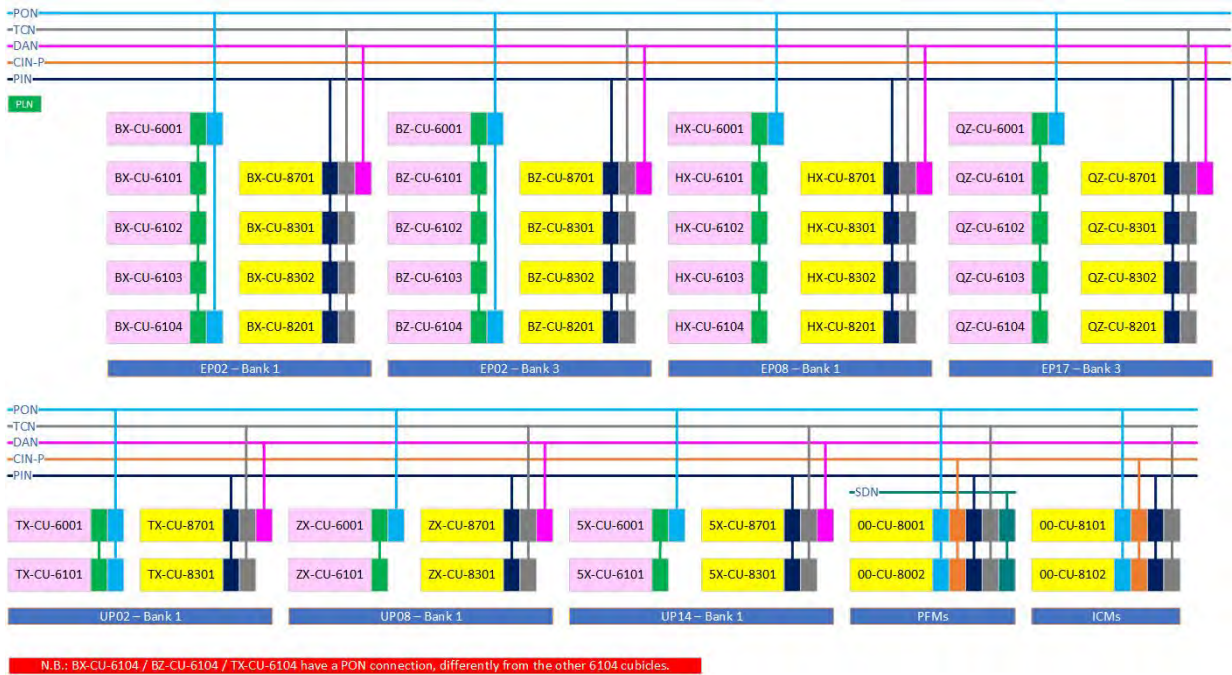 PON
TCN
DAN
CIN-P
PIN
PLN
BX-CU-6001
BZ-CU-6001
HX-CU-6001
QZ-CU-6001
BX-CU-6101 BX-CU-8701
BZ-CU-6101 BZ-CU-8701
HX-CU-6101 HX-CU-8701
QZ-CU-6101 QZ-CU-8701
BX-CU-6102 BX-CU-8301
BZ-CU-6102 BZ-CU-8301
HX-CU-6102 HX-CU-8301
QZ-CU-6102 QZ-CU-8301
BX-CU-6103 BX-CU-8302
BZ-CU-6103 BZ-CU-8302
HX-CU-6103 HX-CU-8302
QZ-CU-6103 QZ-CU-8302
BX-CU-6104 BX-CU-8201
BZ-CU-6104 BZ-CU-8201
HX-CU-6104 HX-CU-8201
QZ-CU-6104 QZ-CU-8201
EP02 – Bank 1
EP02 – Bank 3
EP08 – Bank 1
EP17 – Bank 3
PON
TCN
DAN
CIN-P
PIN
SDN
TX-CU-6001 TX-CU-8701
ZX-CU-6001 ZX-CU-8701
5X-CU-6001 5X-CU-8701
00-CU-8001
00-CU-8101
TX-CU-6101 TX-CU-8301
ZX-CU-6101 ZX-CU-8301
5X-CU-6101 5X-CU-8301
00-CU-8002
00-CU-8102
UP02 – Bank 1
UP08 – Bank 1
UP14 – Bank 1
PFMs
ICMs
N.B.: BX-CU-6104 / BZ-CU-6104 / TX-CU-6104 have a PON connection, differently from the other 6104 cubicles.